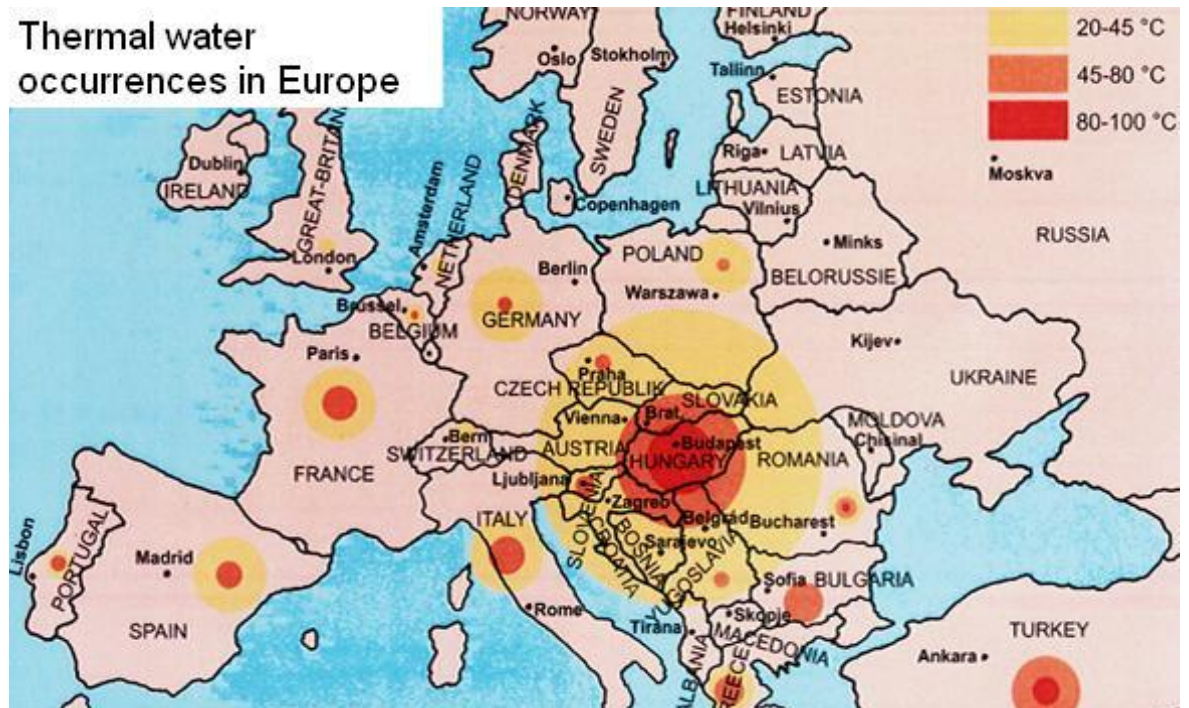 Thermal water
occurrences in Europe
20-45 °C
45-80 °C
80-100 °C
NORWAY
FINLAND
Helsinki
Oslo
Stokholm
Tallinn
ESTONIA
SWEDEN
DENMARK
Riga
LATVIA
Moskva
Dublin
IRELAND
GREAT-BRITAIN
London
Amsterdam
NETHERLAND
Copenhagen
LITHUANIA
Vilnius
Minks
BELORUSSIE
RUSSIA
POLAND
Warszawa
Berlin
GERMANY
Brüssel
BELGIUM
Paris
FRANCE
Praha
CZECH REPUBLIK
SLOVAKIA
Kijev
UKRAINE
Vienna
Brat.
Budapest
HUNGARY
AUSTRIA
Bern
SWITZERLAND
MOLDOVA
Chisinal
ROMANIA
Ljubljana
Zagreb
SLOVENIA
CROATIA
BOSNIA
Sarajevo
Belgrád
YUGOSLAVIA
Bucharest
ITALY
Rome
Lisbon
PORTUGAL
Madrid
SPAIN
Sofia
BULGARIA
Skopje
MACEDONIA
Tirana
ALBANIA
GREECE
TURKEY
Ankara